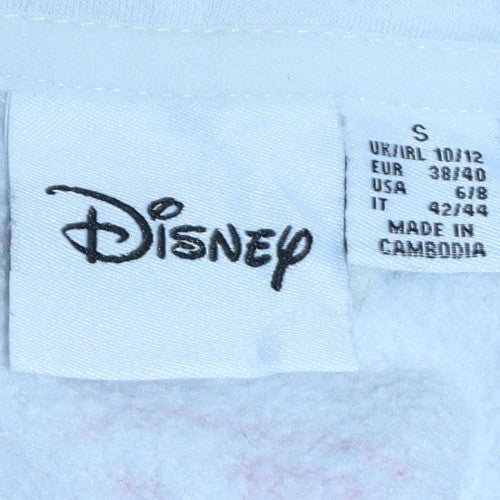 Disney
S
UK/IRL 10/12
EUR 38/40
USA 6/8
IT 42/44
MADE IN
CAMBODIA